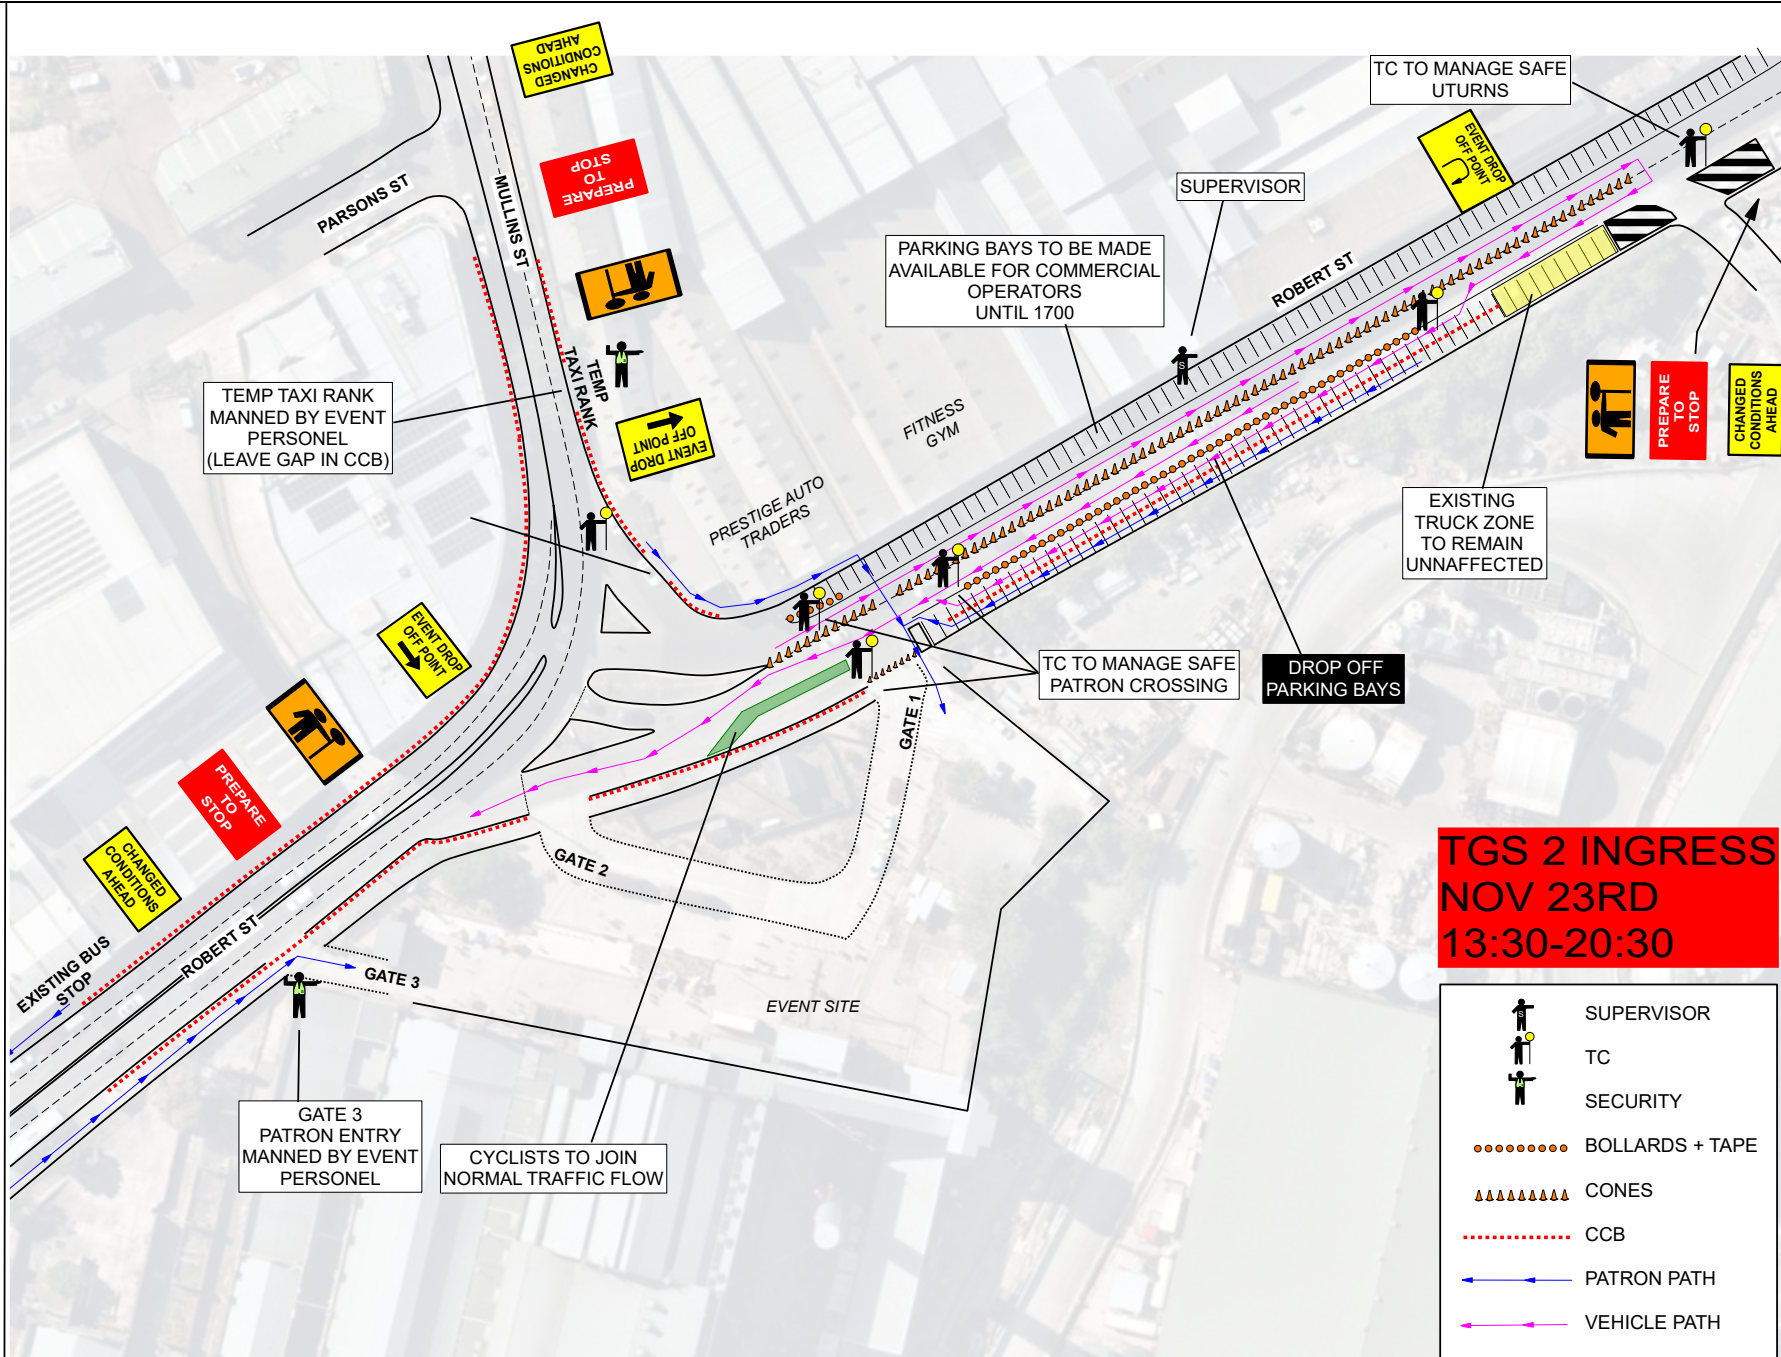 CHANGED
CONDITIONS
AHEAD
TC TO MANAGE SAFE
UTURNS
PREPARE
TO
STOP
EVENT DROP
OFF POINT
PARSONS ST
MULLINS ST
SUPERVISOR
PARKING BAYS TO BE MADE
AVAILABLE FOR COMMERCIAL
OPERATORS
UNTIL 1700
ROBERT ST
TEMP
TAXI RANK
TEMP TAXI RANK
MANNED BY EVENT
PERSONEL
(LEAVE GAP IN CCB)
EVENT DROP
OFF POINT
FITNESS
GYM
PRESTIGE AUTO
TRADERS
PREPARE
TO
STOP
CHANGED
CONDITIONS
AHEAD
EXISTING
TRUCK ZONE
TO REMAIN
UNNAFFECTED
EVENT DROP
OFF POINT
TC TO MANAGE SAFE
PATRON CROSSING
DROP OFF
PARKING BAYS
GATE 1
PREPARE
TO
STOP
CHANGED
CONDITIONS
AHEAD
GATE 2
EXISTING BUS
STOP
ROBERT ST
GATE 3
EVENT SITE
GATE 3
PATRON ENTRY
MANNED BY EVENT
PERSONEL
CYCLISTS TO JOIN
NORMAL TRAFFIC FLOW
TGS 2 INGRESS
NOV 23RD
13:30-20:30
S
SUPERVISOR
TC
SECURITY
BOLLARDS + TAPE
CONES
CCB
PATRON PATH
VEHICLE PATH